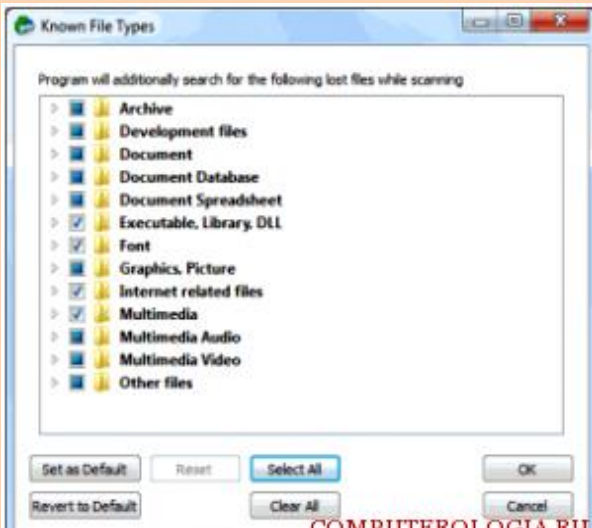 Known File Types
Program will additionally search for the following lost files while scanning
Archive
Development files
Document
Document Database
Document Spreadsheet
Executable, Library, DLL
Font
Graphics, Picture
Internet related files
Multimedia
Multimedia Audio
Multimedia Video
Other files
Set as Default Reset Select All OK
Revert to Default Clear All Cancel
COMPUTEROLOGIA.RU